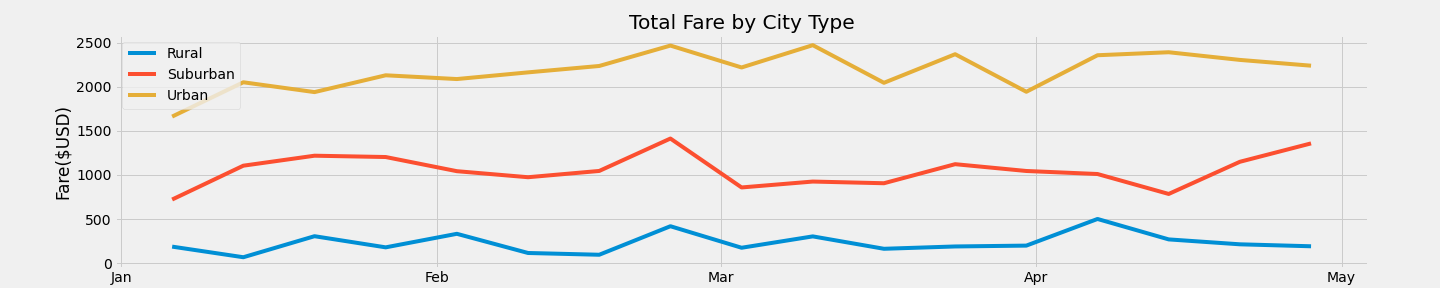 Total Fare by City Type
Fare($USD)
2500
2000
1500
1000
500
0
Rural
Suburban
Urban
Jan Feb Mar Apr May